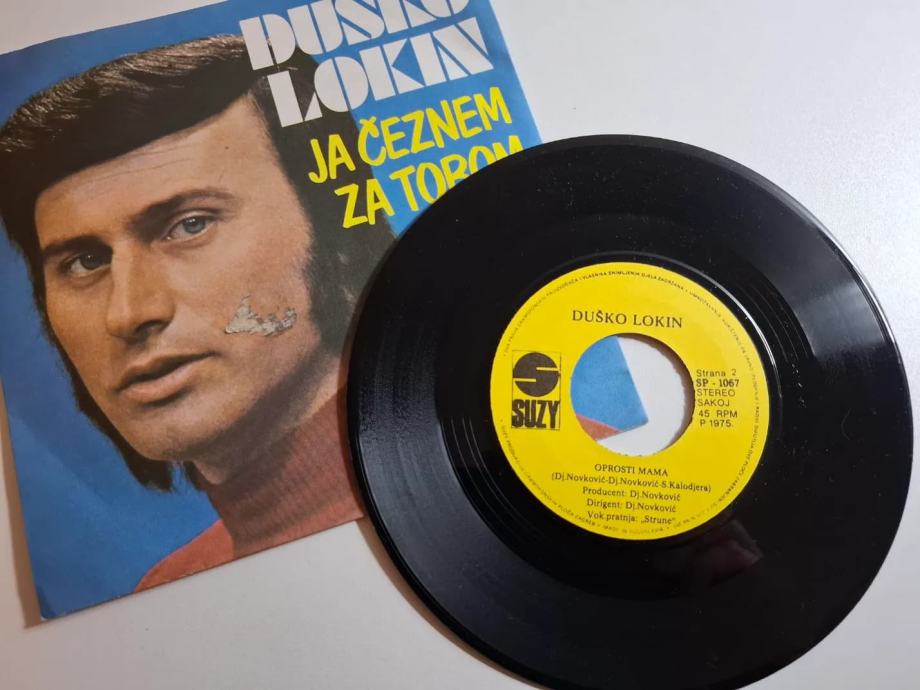 DUŠKO
LOKIN
JA ČEZNEM
ZA TOBOM
DUŠKO LOKIN
SUZY
Strana 2
SP - 1067
STEREO
SAKOJ
45 RPM
P 1975.
OPROSTI MAMA
(Dj.Novković-Dj.Novković-S.Kalodjera)
Producent: Dj.Novković
Dirigent: Dj.Novković
Vok.pratnja: „Strune“